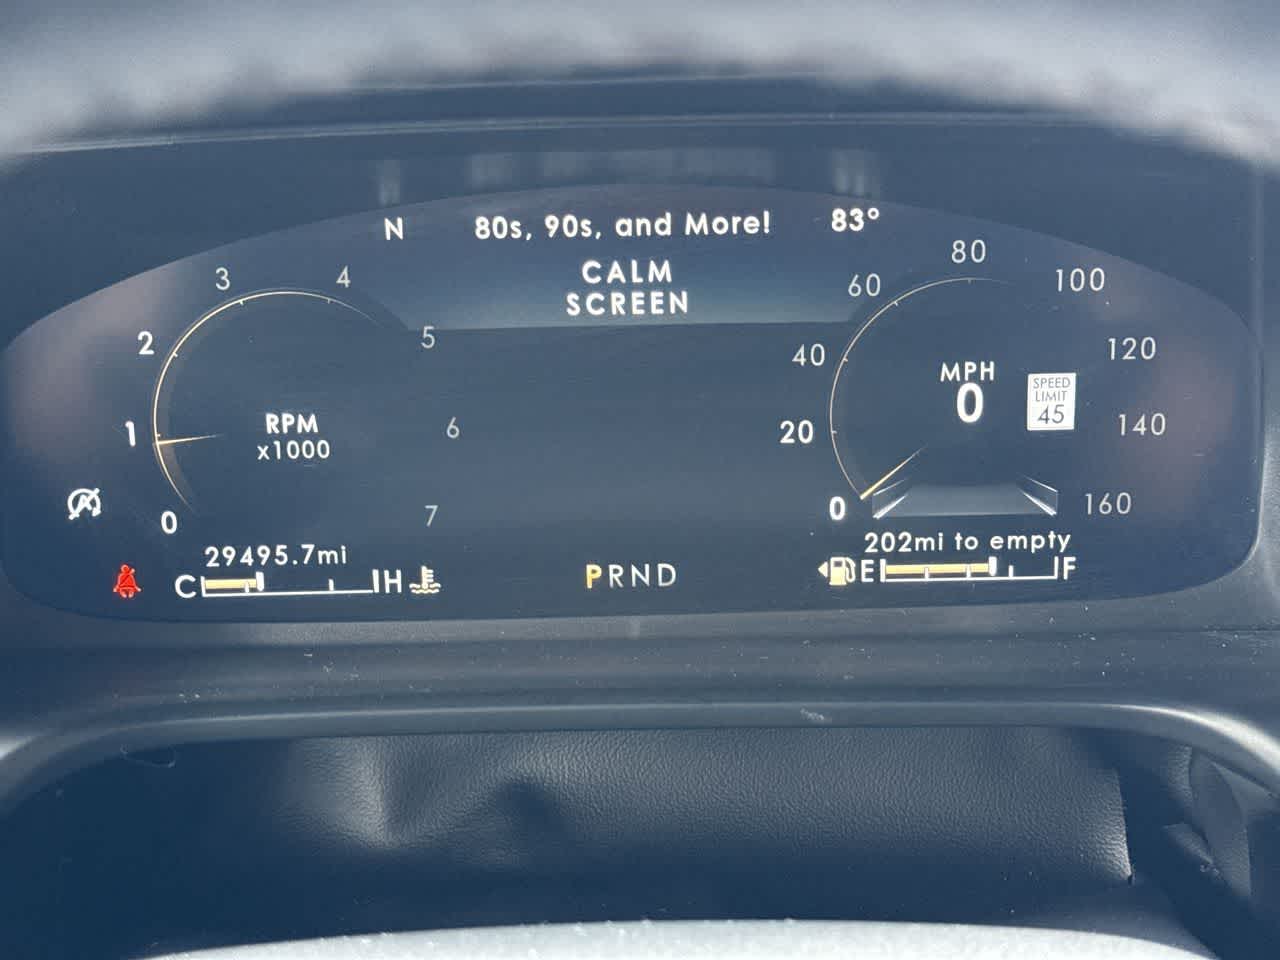 N 80s, 90s, and More! 83°
CALM
SCREEN
3 4
2 5
1 6
0 7
RPM
x1000
60 80 100
40 120
20 140
0 160
MPH
0
SPEED
LIMIT
45
A
29495.7mi
C H
PRND
202mi to empty
E F